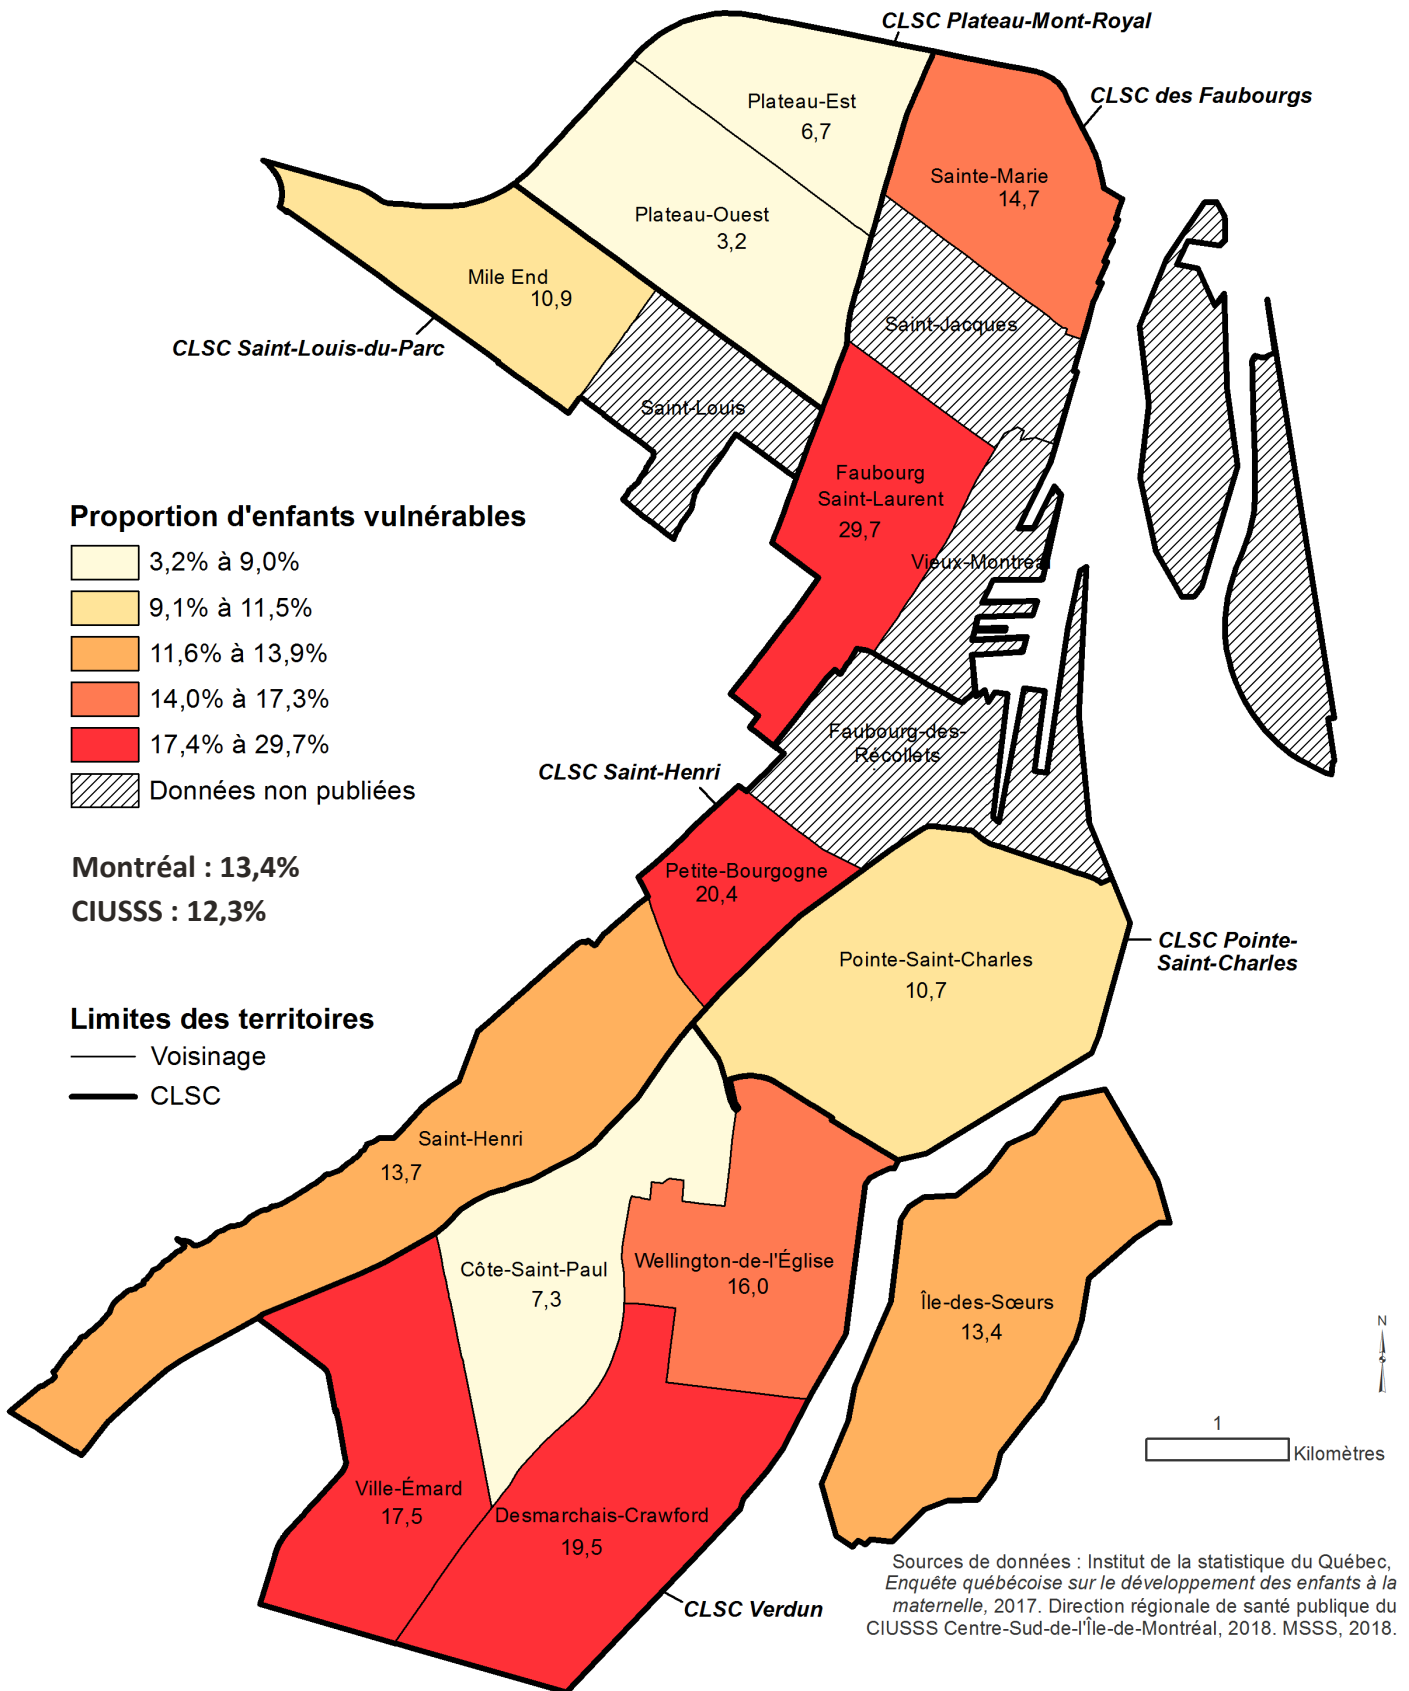 CLSC Plateau-Mont-Royal
CLSC des Faubourgs
Plateau-Est
6,7
Sainte-Marie
14,7
Plateau-Ouest
3,2
Mile End
10,9
Saint-Jacques
CLSC Saint-Louis-du-Parc
Saint-Louis
Faubourg
Saint-Laurent
29,7
Vieux-Montréal
Proportion d'enfants vulnérables
3,2% à 9,0%
9,1% à 11,5%
11,6% à 13,9%
14,0% à 17,3%
17,4% à 29,7%
Données non publiées
Montréal : 13,4%
CIUSSS : 12,3%
Faubourg-des-
Récollets
CLSC Saint-Henri
Petite-Bourgogne
20,4
Pointe-Saint-Charles
10,7
CLSC Pointe-
Saint-Charles
Limites des territoires
Voisinage
CLSC
Saint-Henri
13,7
Côte-Saint-Paul
7,3
Wellington-de-l'Église
16,0
Île-des-Sœurs
13,4
N
1
Kilomètres
Ville-Émard
17,5
Desmarchais-Crawford
19,5
CLSC Verdun
Sources de données : Institut de la statistique du Québec,
Enquête québécoise sur le développement des enfants à la
maternelle, 2017. Direction régionale de santé publique du
CIUSSS Centre-Sud-de-l'Île-de-Montréal, 2018. MSSS, 2018.